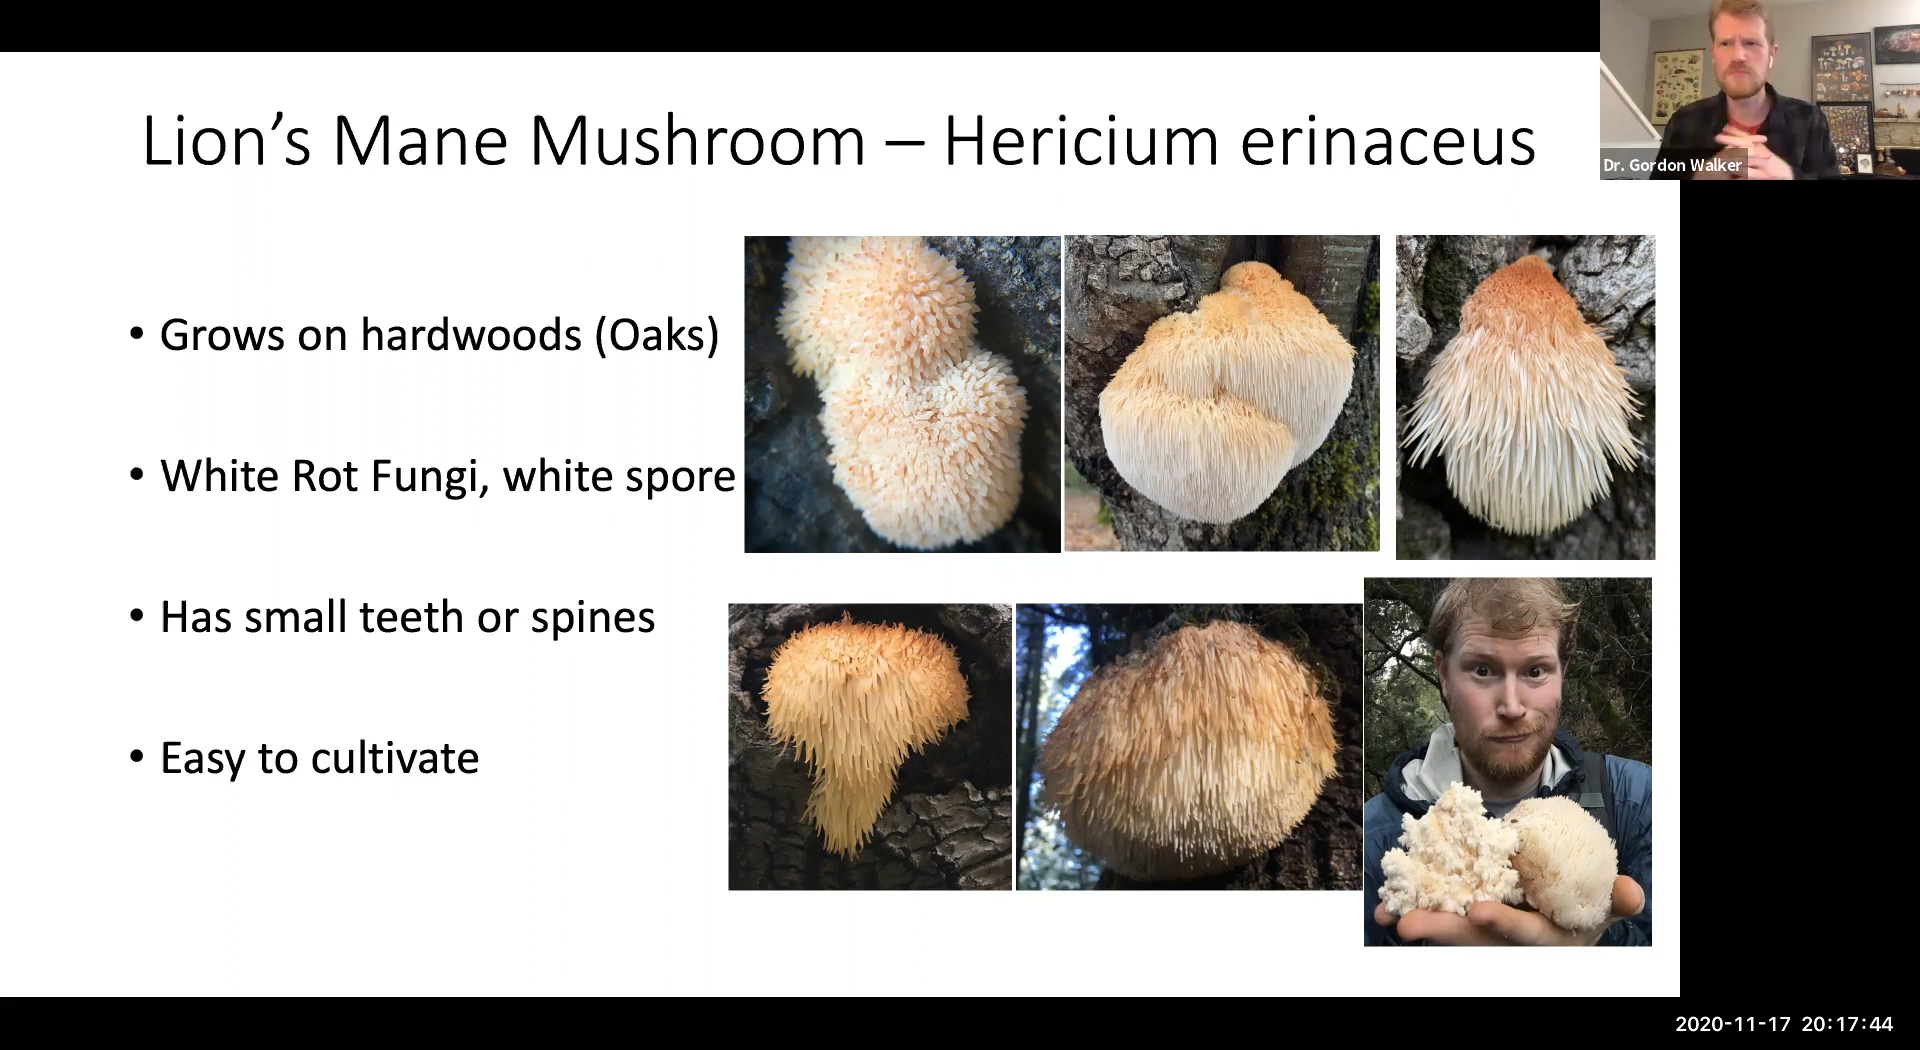 Lion’s Mane Mushroom – Hericium erinaceus
Dr. Gordon Walker
• Grows on hardwoods (Oaks)
• White Rot Fungi, white spore
• Has small teeth or spines
• Easy to cultivate
2020-11-17 20:17:44